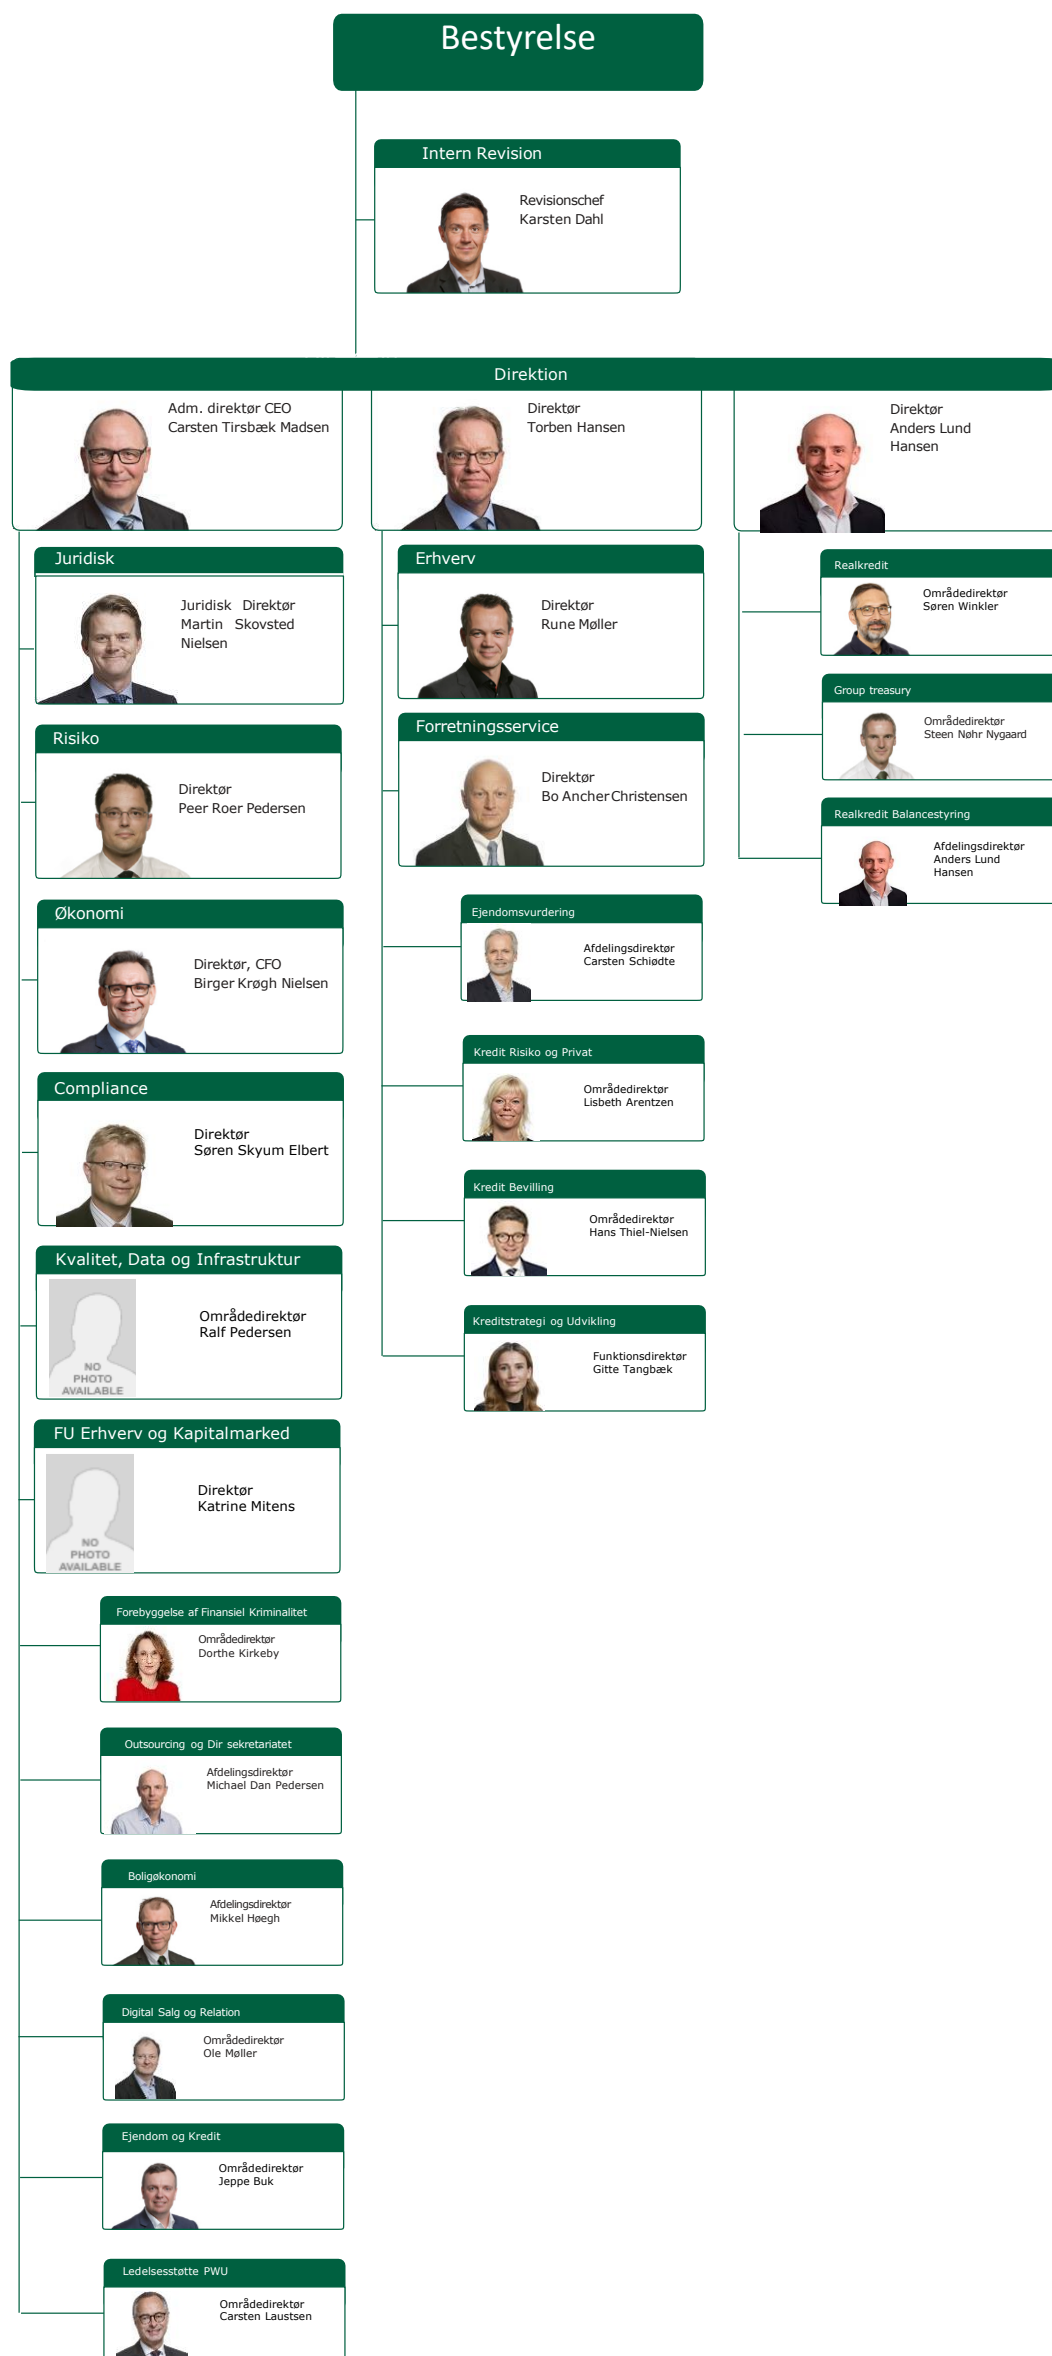 Bestyrelse
Intern Revision
Revisionschef
Karsten Dahl
Direktion
Adm. direktør CEO
Carsten Tirsbæk Madsen
Direktør
Torben Hansen
Direktør
Anders Lund
Hansen
Juridisk
Juridisk Direktør
Martin Skovsted
Nielsen
Risiko
Direktør
Peer Roer Pedersen
Økonomi
Direktør, CFO
Birger Krøgh Nielsen
Compliance
Direktør
Søren Skyum Elbert
Kvalitet, Data og Infrastruktur
NO
PHOTO
AVAILABLE
Områdedirektør
Ralf Pedersen
FU Erhverv og Kapitalmarked
NO
PHOTO
AVAILABLE
Direktør
Katrine Mitens
Forebyggelse af Finansiel Kriminalitet
Områdedirektør
Dorthe Kirkeby
Outsourcing og Dir sekretariatet
Afdelingsdirektør
Michael Dan Pedersen
Boligøkonomi
Afdelingsdirektør
Mikkel Høegh
Digital Salg og Relation
Områdedirektør
Ole Møller
Ejendom og Kredit
Områdedirektør
Jeppe Buk
Ledelsesstøtte PWU
Områdedirektør
Carsten Laustsen
Erhverv
Direktør
Rune Møller
Forretningsservice
Direktør
Bo Ancher Christensen
Ejendomsvurdering
Afdelingsdirektør
Carsten Schiødte
Kredit Risiko og Privat
Områdedirektør
Lisbeth Arentzen
Kredit Bevilling
Områdedirektør
Hans Thiel-Nielsen
Kreditstrategi og Udvikling
Funktionsdirektør
Gitte Tangbæk
Realkredit
Områdedirektør
Søren Winkler
Group treasury
Områdedirektør
Steen Nøhr Nygaard
Realkredit Balancestyring
Afdelingsdirektør
Anders Lund
Hansen